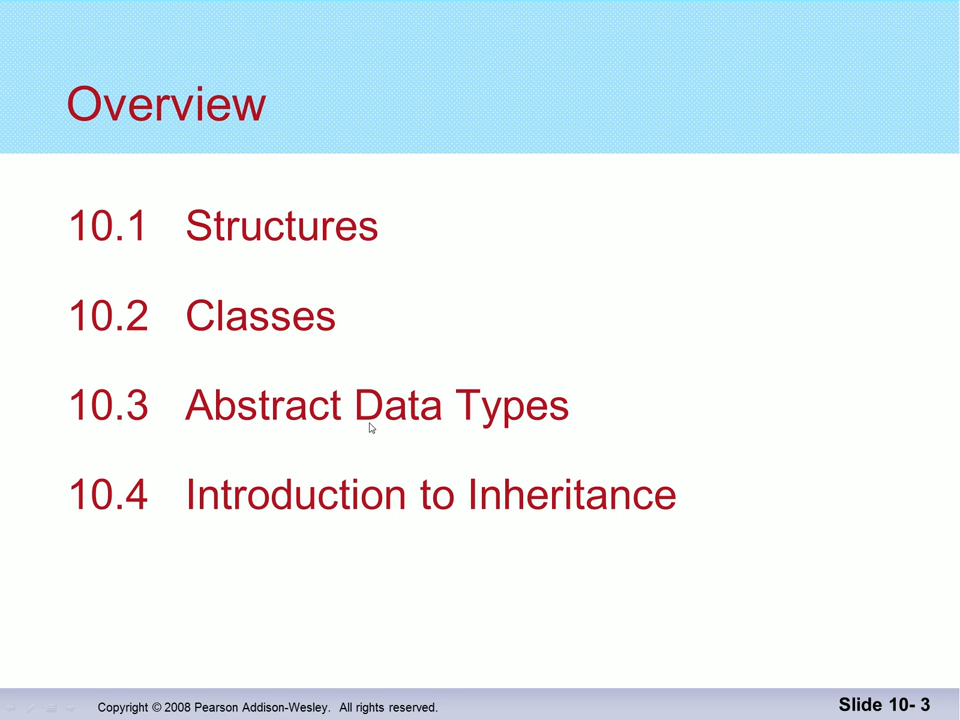 Overview
10.1 Structures
10.2 Classes
10.3 Abstract Data Types
10.4 Introduction to Inheritance
Copyright © 2008 Pearson Addison-Wesley. All rights reserved.
Slide 10- 3